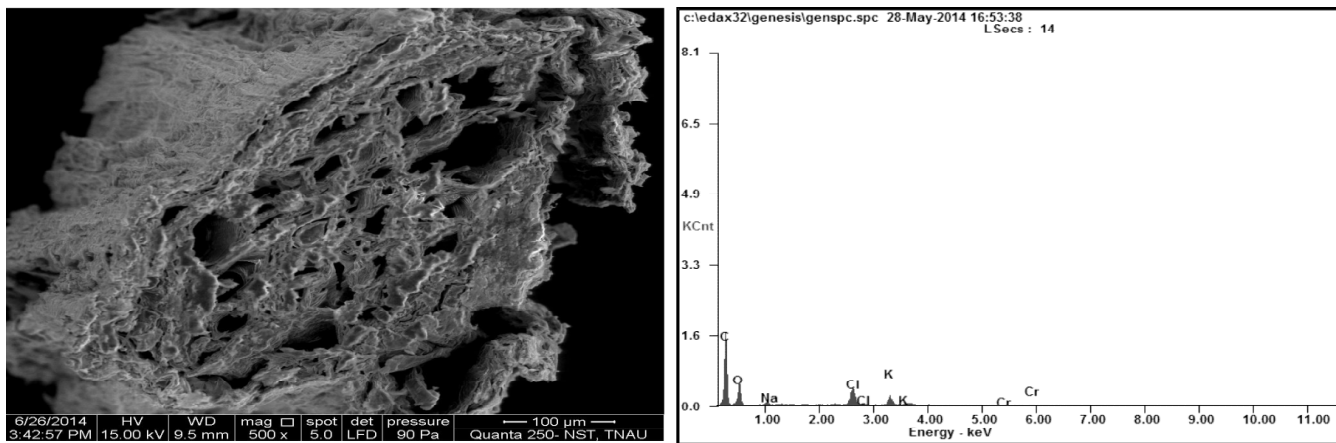 6/26/2014 HV WD mag □ spot det pressure 100 µm
3:42:57 PM 15.00 kV 9.5 mm 500 x 5.0 LFD 90 Pa Quanta 250- NST, TNAU
c:\edax32\genesis\genspc.spc 28-May-2014 16:53:38
LSecs : 14
8.1
6.5
4.9
KCnt
3.3
1.6
0.0
C
O
Na
Cl
Cl
K
K
Cr
Cr
1.00 2.00 3.00 4.00 5.00 6.00 7.00 8.00 9.00 10.00 11.00
Energy - keV